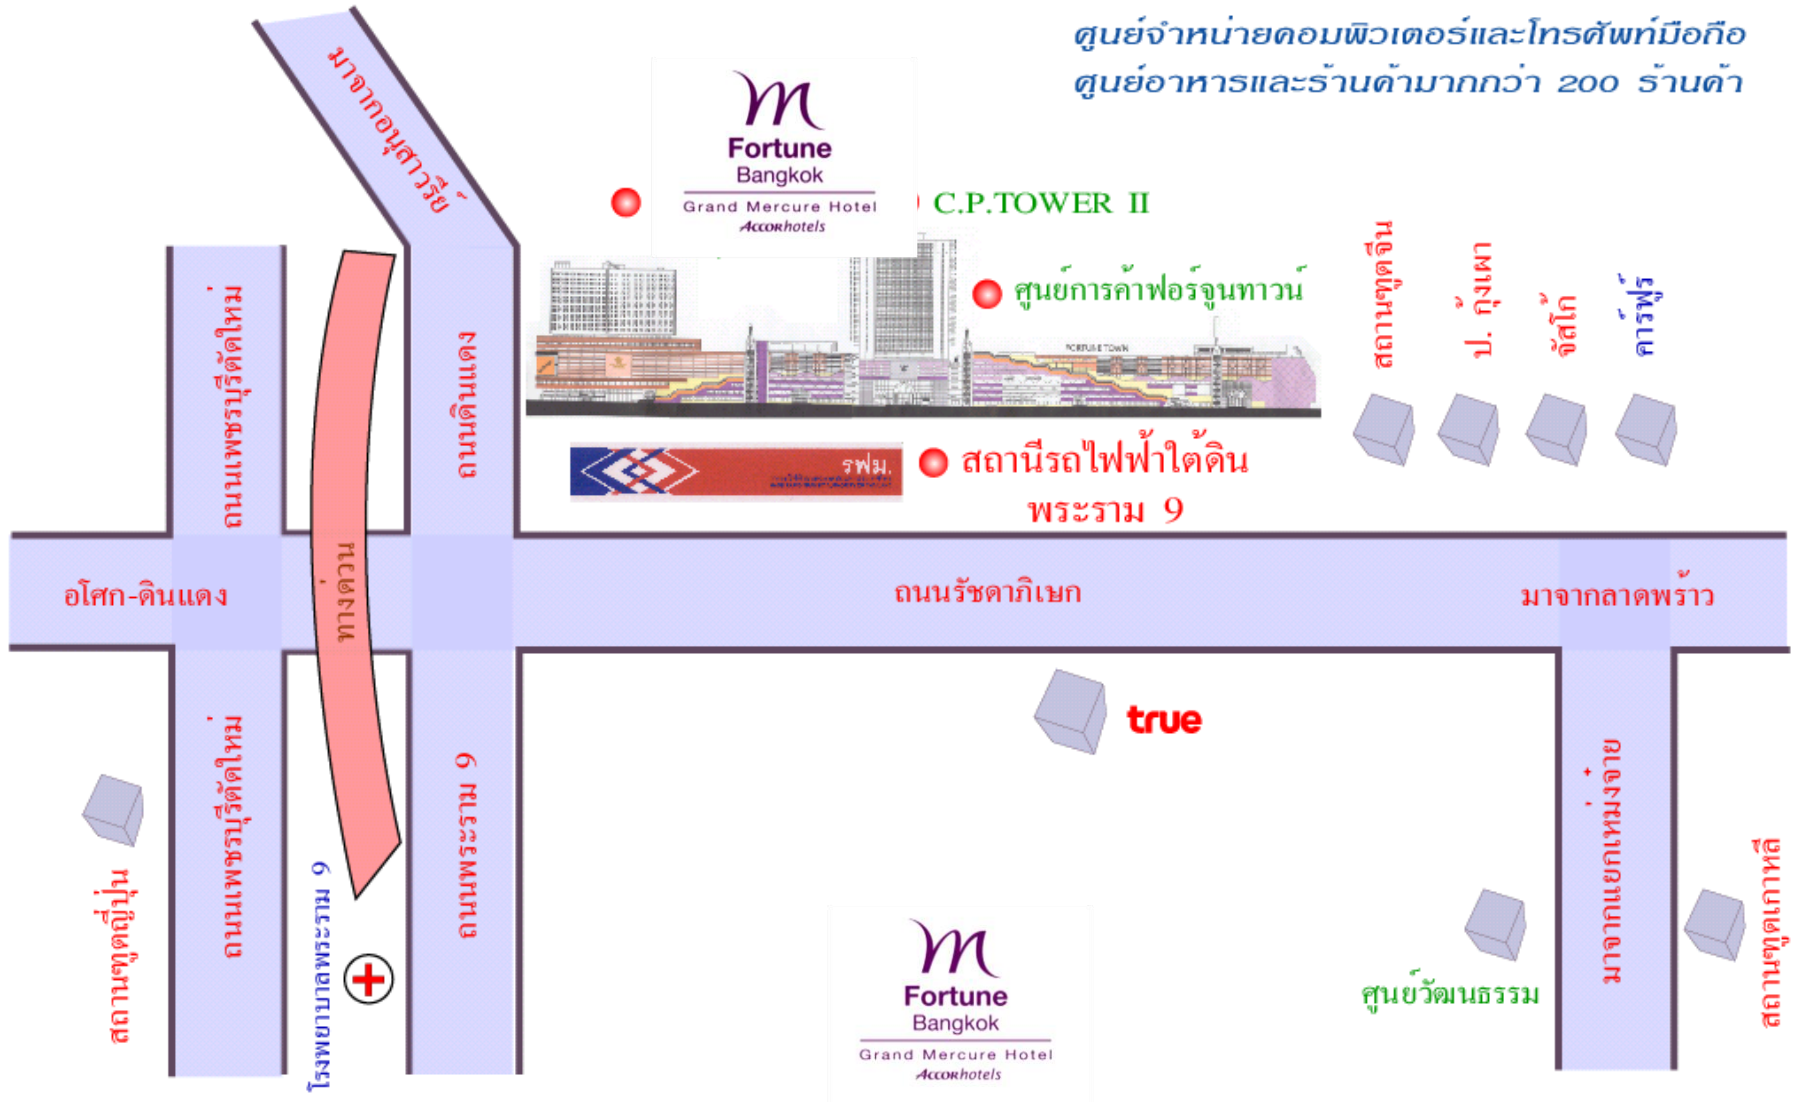 ศูนย์จำหน่ายคอมพิวเตอร์และโทรศัพท์มือถือ
ศูนย์อาหารและร้านค้ามากกว่า 200 ร้านค้า
มาจากอนุสาวรีย์
m
Fortune
Bangkok
Grand Mercure Hotel
Accorhotels
C.P.TOWER II
ศูนย์การค้าฟอร์จูนทาวน์
สถานทูตจีน
ป. กุ้งเผา
จัสโก้
คาร์ฟูร์
ถนนเพชรบุรีตัดใหม่
ถนนดินแดง
FORTUNE TOWN
รฟม.
สถานีรถไฟฟ้าใต้ดิน
พระราม 9
อโศก-ดินแดง
ทางด่วน
ถนนรัชดาภิเษก
มาจากลาดพร้าว
true
ถนนเพชรบุรีตัดใหม่
ถนนพระราม 9
สถานทูตญี่ปุ่น
โรงพยาบาลพระราม 9
m
Fortune
Bangkok
Grand Mercure Hotel
Accorhotels
ศูนย์วัฒนธรรม
มาจากเหม่งจ๋าย
สถานทูตเกาหลี